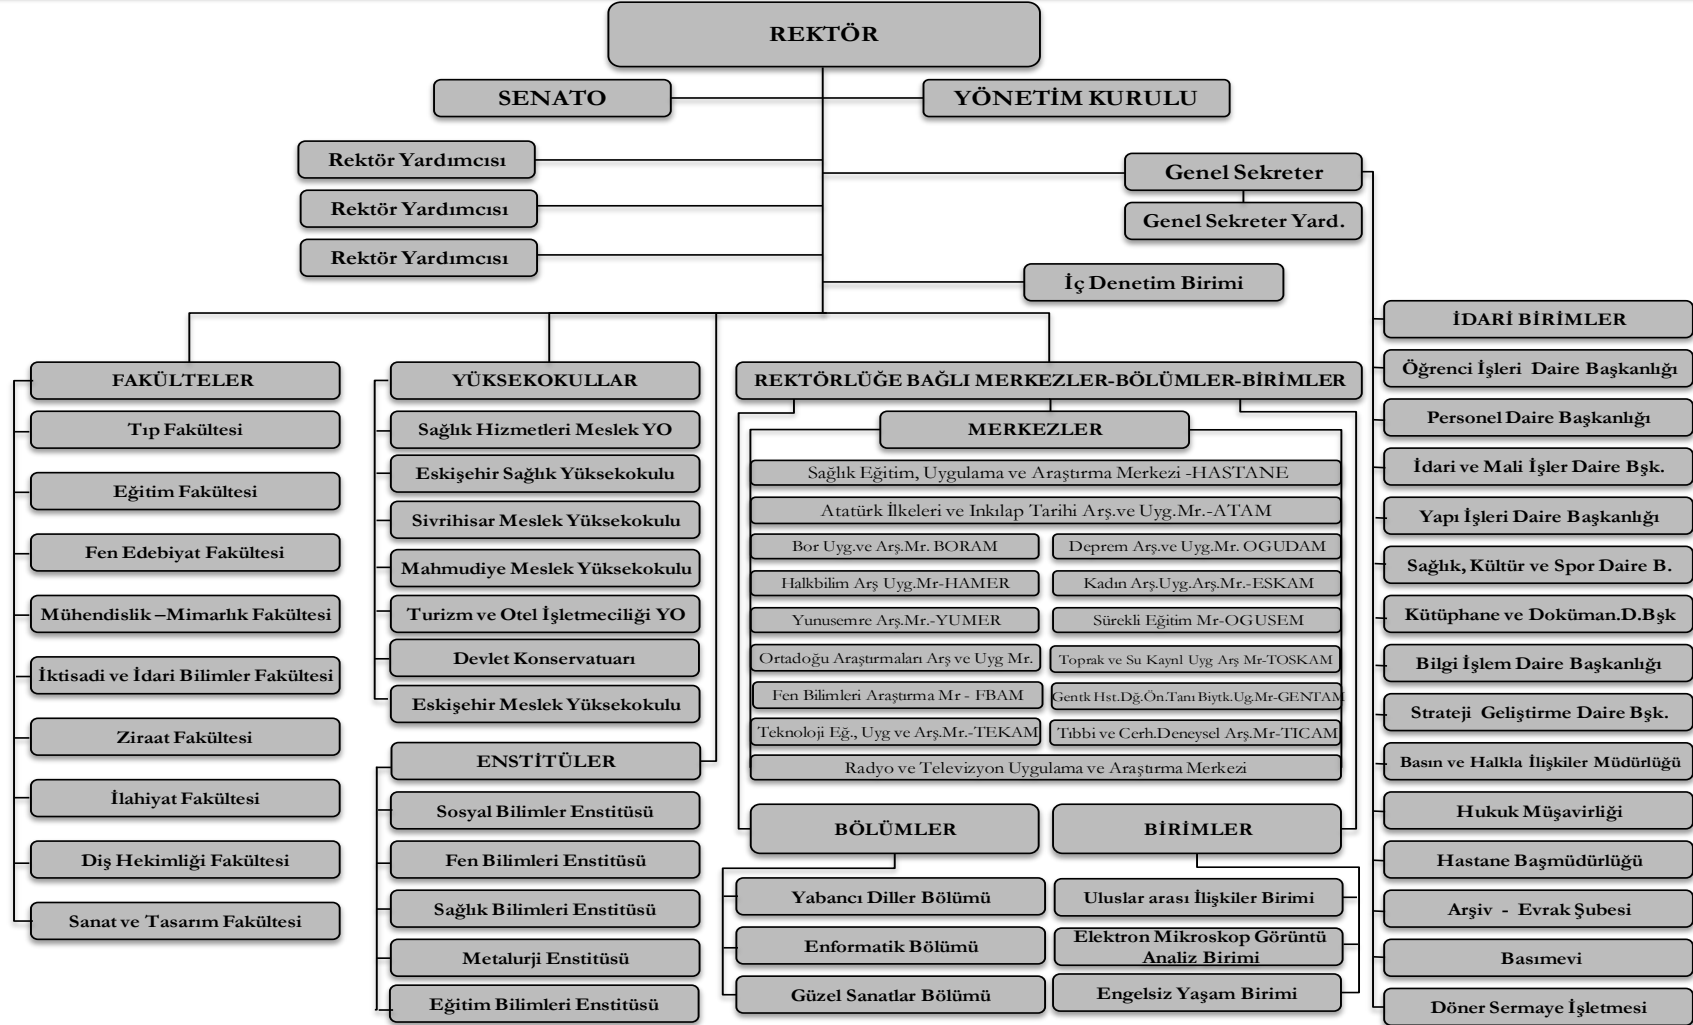 REKTÖR
SENATO
YÖNETİM KURULU
Rektör Yardımcısı
Rektör Yardımcısı
Rektör Yardımcısı
Genel Sekreter
Genel Sekreter Yard.
İç Denetim Birimi
FAKÜLTELER
Tıp Fakültesi
Eğitim Fakültesi
Fen Edebiyat Fakültesi
Mühendislik –Mimarlık Fakültesi
İktisadi ve İdari Bilimler Fakültesi
Ziraat Fakültesi
İlahiyat Fakültesi
Diş Hekimliği Fakültesi
Sanat ve Tasarım Fakültesi
YÜKSEKOKULLAR
Sağlık Hizmetleri Meslek YO
Eskişehir Sağlık Yüksekokulu
Sivrihisar Meslek Yüksekokulu
Mahmudiye Meslek Yüksekokulu
Turizm ve Otel İşletmeciliği YO
Devlet Konservatuarı
Eskişehir Meslek Yüksekokulu
ENSTİTÜLER
Sosyal Bilimler Enstitüsü
Fen Bilimleri Enstitüsü
Sağlık Bilimleri Enstitüsü
Metalurji Enstitüsü
Eğitim Bilimleri Enstitüsü
REKTÖRLÜĞE BAĞLI MERKEZLER-BÖLÜMLER-BİRİMLER
MERKEZLER
Sağlık Eğitim, Uygulama ve Araştırma Merkezi -HASTANE
Atatürk İlkeleri ve Inkılap Tarihi Arş.ve Uyg.Mr.-ATAM
Bor Uyg.ve Arş.Mr. BORAM
Deprem Arş.ve Uyg.Mr. OGUDAM
Halkbilim Arş Uyg.Mr-HAMER
Kadın Arş.Uyg.Arş.Mr.-ESKAM
Yunusemre Arş.Mr.-YUMER
Sürekli Eğitim Mr-OGUSEM
Ortadoğu Araştırmaları Arş ve Uyg Mr.
Toprak ve Su Kaynl Uyg Arş Mr-TOSKAM
Fen Bilimleri Araştırma Mr - FBAM
Gentk Hst.Dğ.Ön.Tanı Biytk.Ug.Mr-GENTAM
Teknoloji Eğ., Uyg ve Arş.Mr.-TEKAM
Tıbbi ve Cerh.Deneysel Arş.Mr-TICAM
Radyo ve Televizyon Uygulama ve Araştırma Merkezi
BÖLÜMLER
Yabancı Diller Bölümü
Enformatik Bölümü
Güzel Sanatlar Bölümü
BİRİMLER
Uluslar arası İlişkiler Birimi
Elektron Mikroskop Görüntü
Analiz Birimi
Engelsiz Yaşam Birimi
İDARİ BİRİMLER
Öğrenci İşleri Daire Başkanlığı
Personel Daire Başkanlığı
İdari ve Mali İşler Daire Bşk.
Yapı İşleri Daire Başkanlığı
Sağlık, Kültür ve Spor Daire B.
Kütüphane ve Doküman.D.Bşk
Bilgi İşlem Daire Başkanlığı
Strateji Geliştirme Daire Bşk.
Basın ve Halkla İlişkiler Müdürlüğü
Hukuk Müşavirliği
Hastane Başmüdürlüğü
Arşiv - Evrak Şubesi
Basımevi
Döner Sermaye İşletmesi